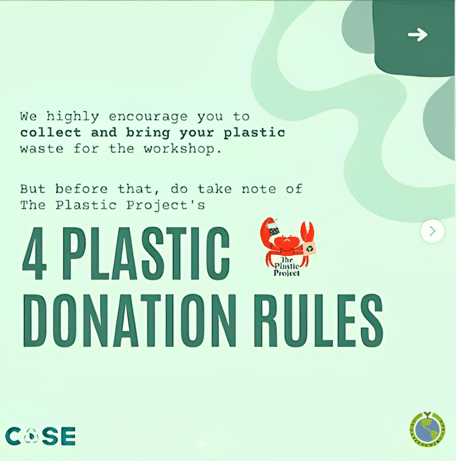 We highly encourage you to
collect and bring your plastic
waste for the workshop.
But before that, do take note of
The Plastic Project's
4 PLASTIC
The
Plastic
Project
DONATION RULES
CASE